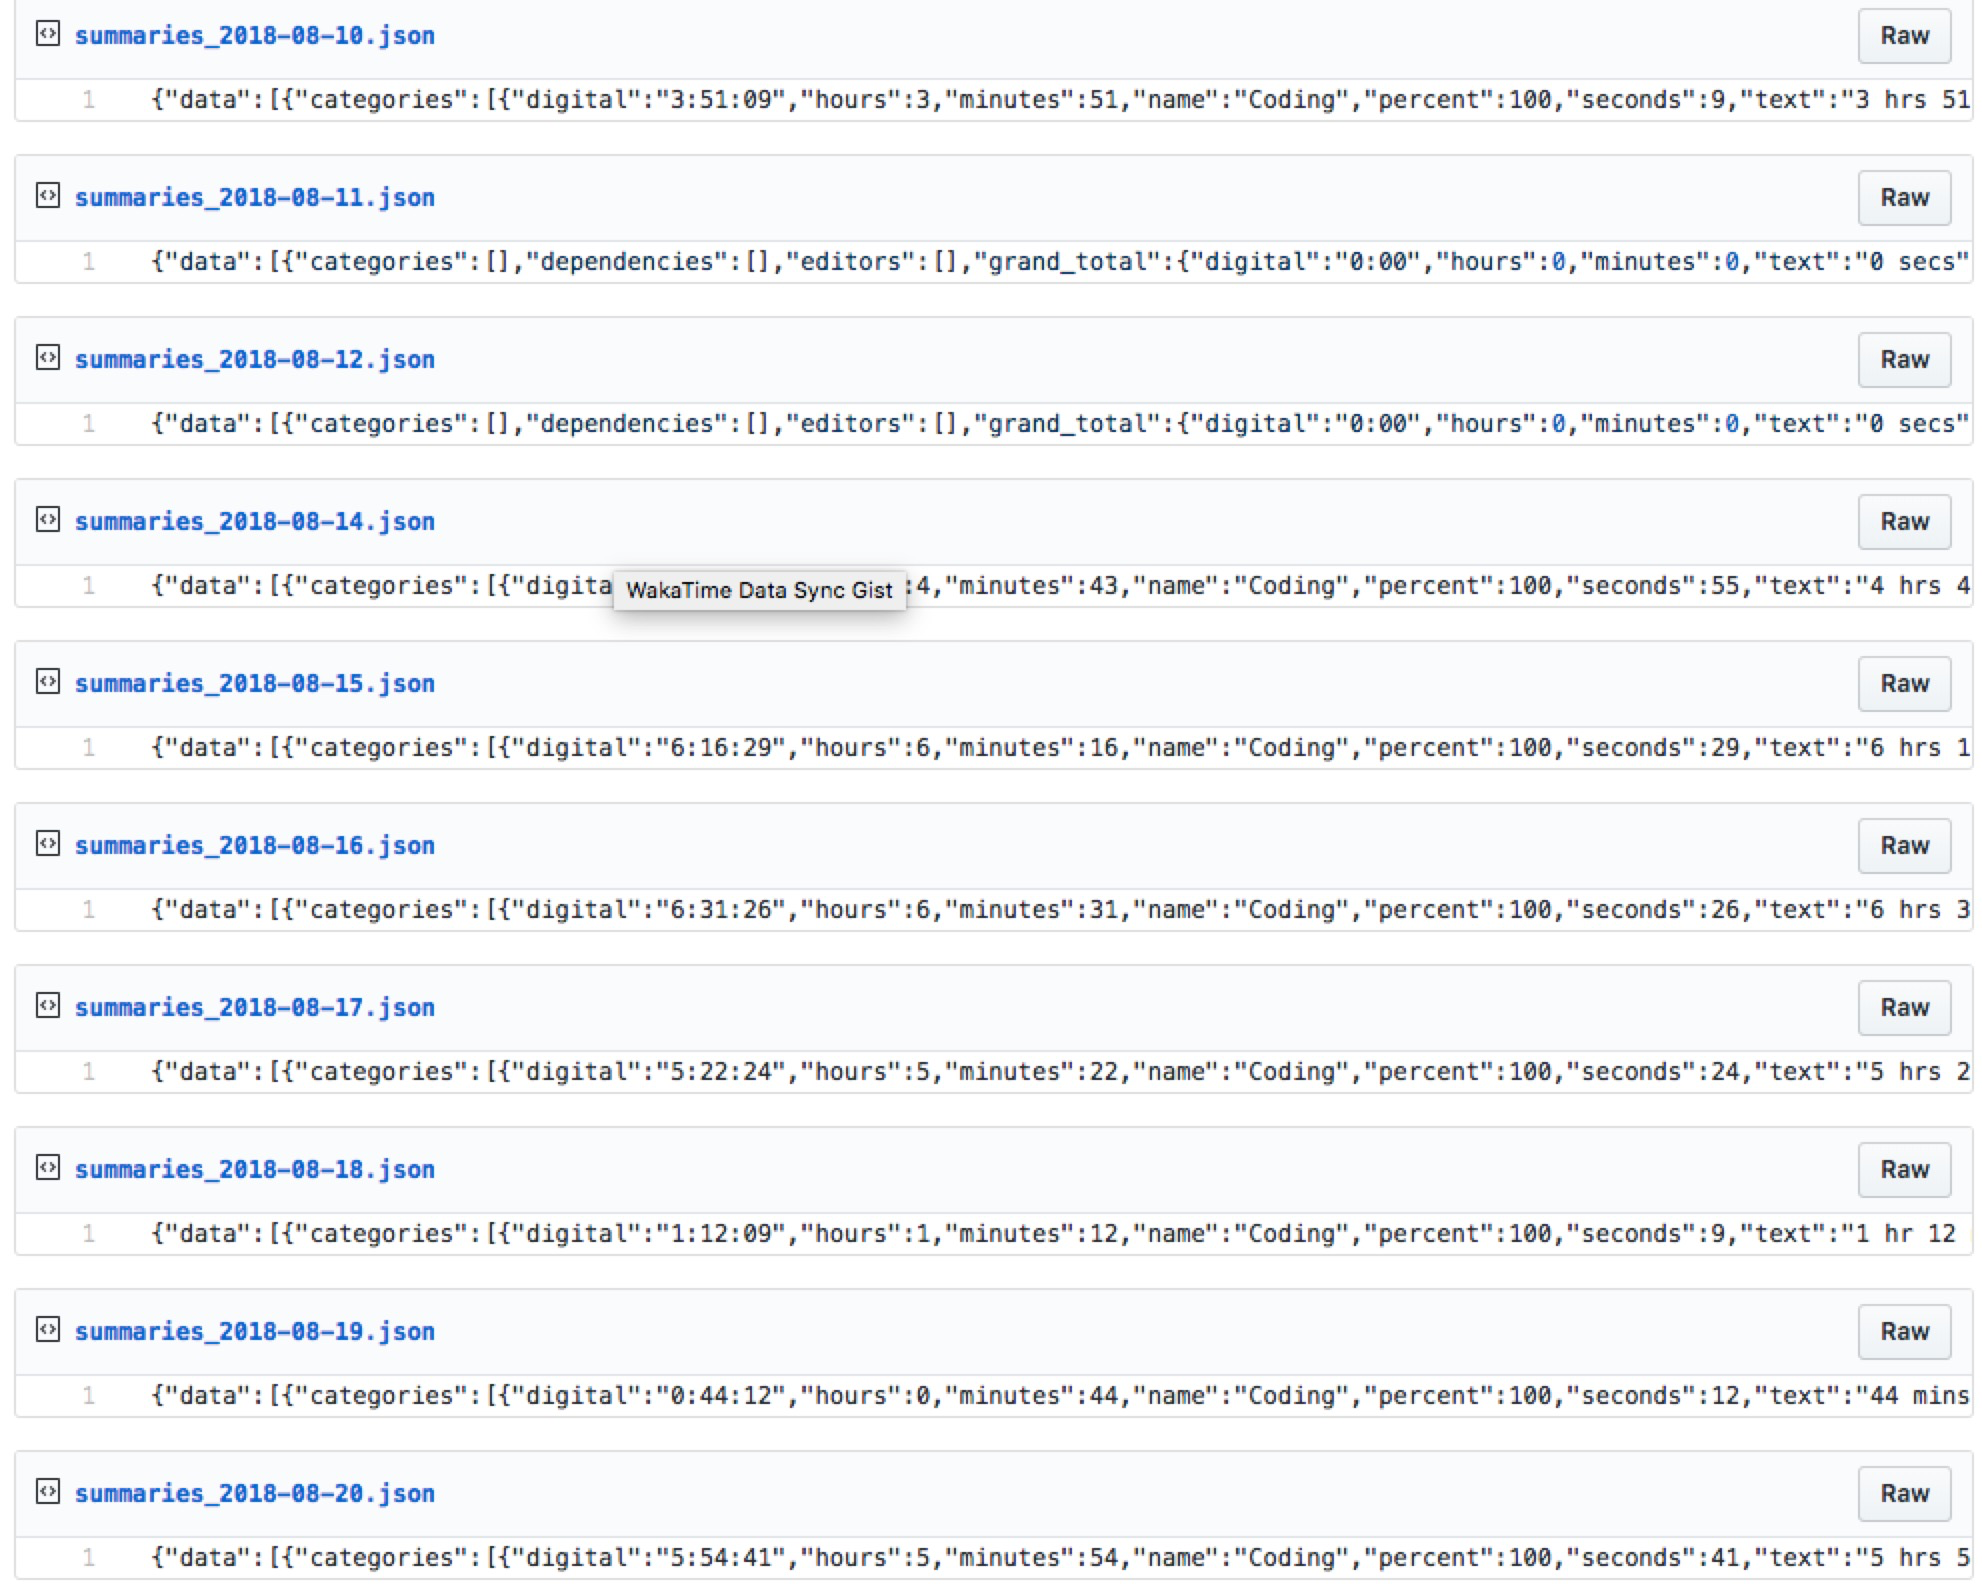 summaries_2018-08-10.json
Raw
1 {"data":[{"categories":[{"digital":"3:51:09","hours":3,"minutes":51,"name":"Coding","percent":100,"seconds":9,"text":"3 hrs 51
summaries_2018-08-11.json
Raw
1 {"data":[{"categories":[],"dependencies":[],"editors":[],"grand_total":{"digital":"0:00","hours":0,"minutes":0,"text":"0 secs"
summaries_2018-08-12.json
Raw
1 {"data":[{"categories":[],"dependencies":[],"editors":[],"grand_total":{"digital":"0:00","hours":0,"minutes":0,"text":"0 secs"
summaries_2018-08-14.json
Raw
1 {"data":[{"categories":[{"digita WakaTime Data Sync Gist :4,"minutes":43,"name":"Coding","percent":100,"seconds":55,"text":"4 hrs 4
summaries_2018-08-15.json
Raw
1 {"data":[{"categories":[{"digital":"6:16:29","hours":6,"minutes":16,"name":"Coding","percent":100,"seconds":29,"text":"6 hrs 1
summaries_2018-08-16.json
Raw
1 {"data":[{"categories":[{"digital":"6:31:26","hours":6,"minutes":31,"name":"Coding","percent":100,"seconds":26,"text":"6 hrs 3
summaries_2018-08-17.json
Raw
1 {"data":[{"categories":[{"digital":"5:22:24","hours":5,"minutes":22,"name":"Coding","percent":100,"seconds":24,"text":"5 hrs 2
summaries_2018-08-18.json
Raw
1 {"data":[{"categories":[{"digital":"1:12:09","hours":1,"minutes":12,"name":"Coding","percent":100,"seconds":9,"text":"1 hr 12
summaries_2018-08-19.json
Raw
1 {"data":[{"categories":[{"digital":"0:44:12","hours":0,"minutes":44,"name":"Coding","percent":100,"seconds":12,"text":"44 mins
summaries_2018-08-20.json
Raw
1 {"data":[{"categories":[{"digital":"5:54:41","hours":5,"minutes":54,"name":"Coding","percent":100,"seconds":41,"text":"5 hrs 5